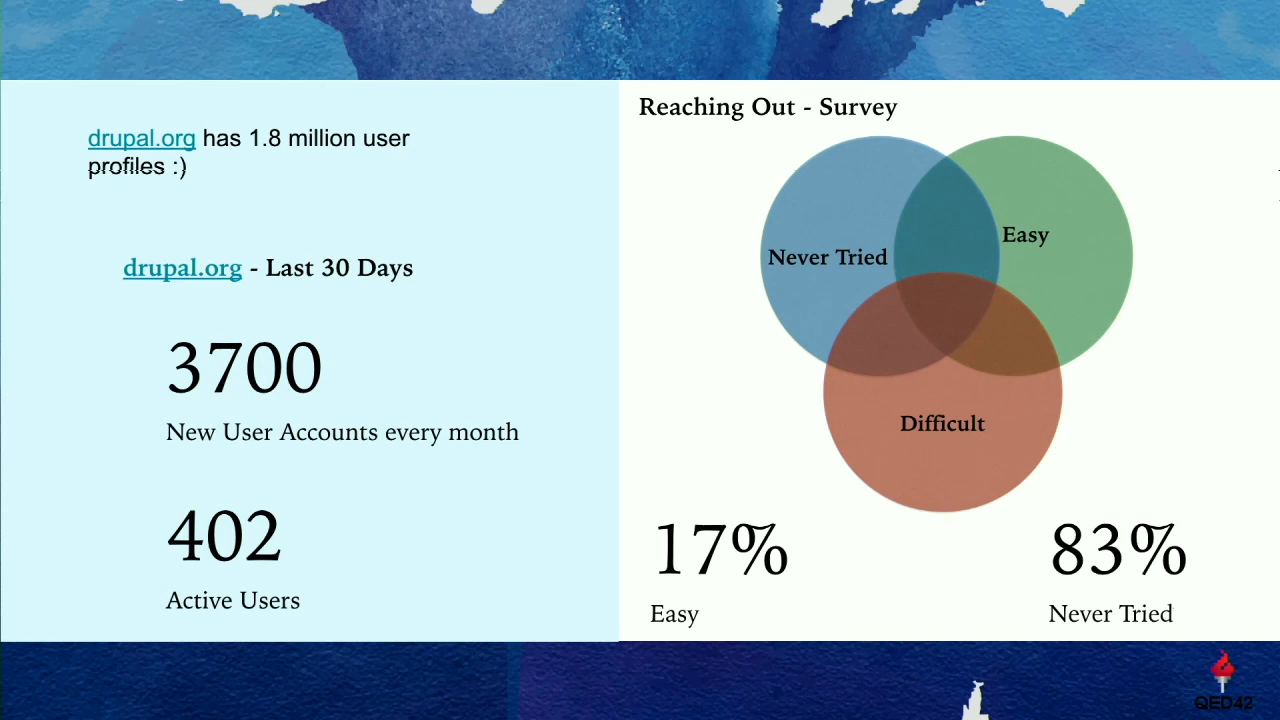 drupal.org has 1.8 million user
profiles :)
drupal.org - Last 30 Days
3700
New User Accounts every month
402
Active Users
Reaching Out - Survey
Never Tried
Easy
Difficult
17%
Easy
83%
Never Tried
QED42